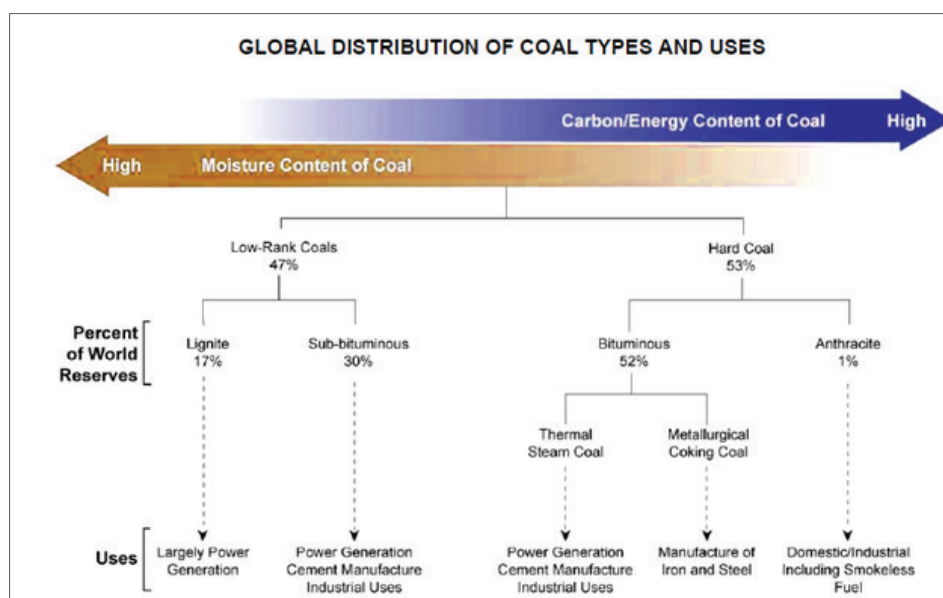 GLOBAL DISTRIBUTION OF COAL TYPES AND USES
Carbon/Energy Content of Coal High
High Moisture Content of Coal
Low-Rank Coals
47%
Hard Coal
53%
Percent
of World
Reserves
Lignite
17%
Sub-bituminous
30%
Bituminous
52%
Anthracite
1%
Thermal
Steam Coal
Metallurgical
Coking Coal
Uses
Largely Power
Generation
Power Generation
Cement Manufacture
Industrial Uses
Power Generation
Cement Manufacture
Industrial Uses
Manufacture of
Iron and Steel
Domestic/Industrial
Including Smokeless
Fuel